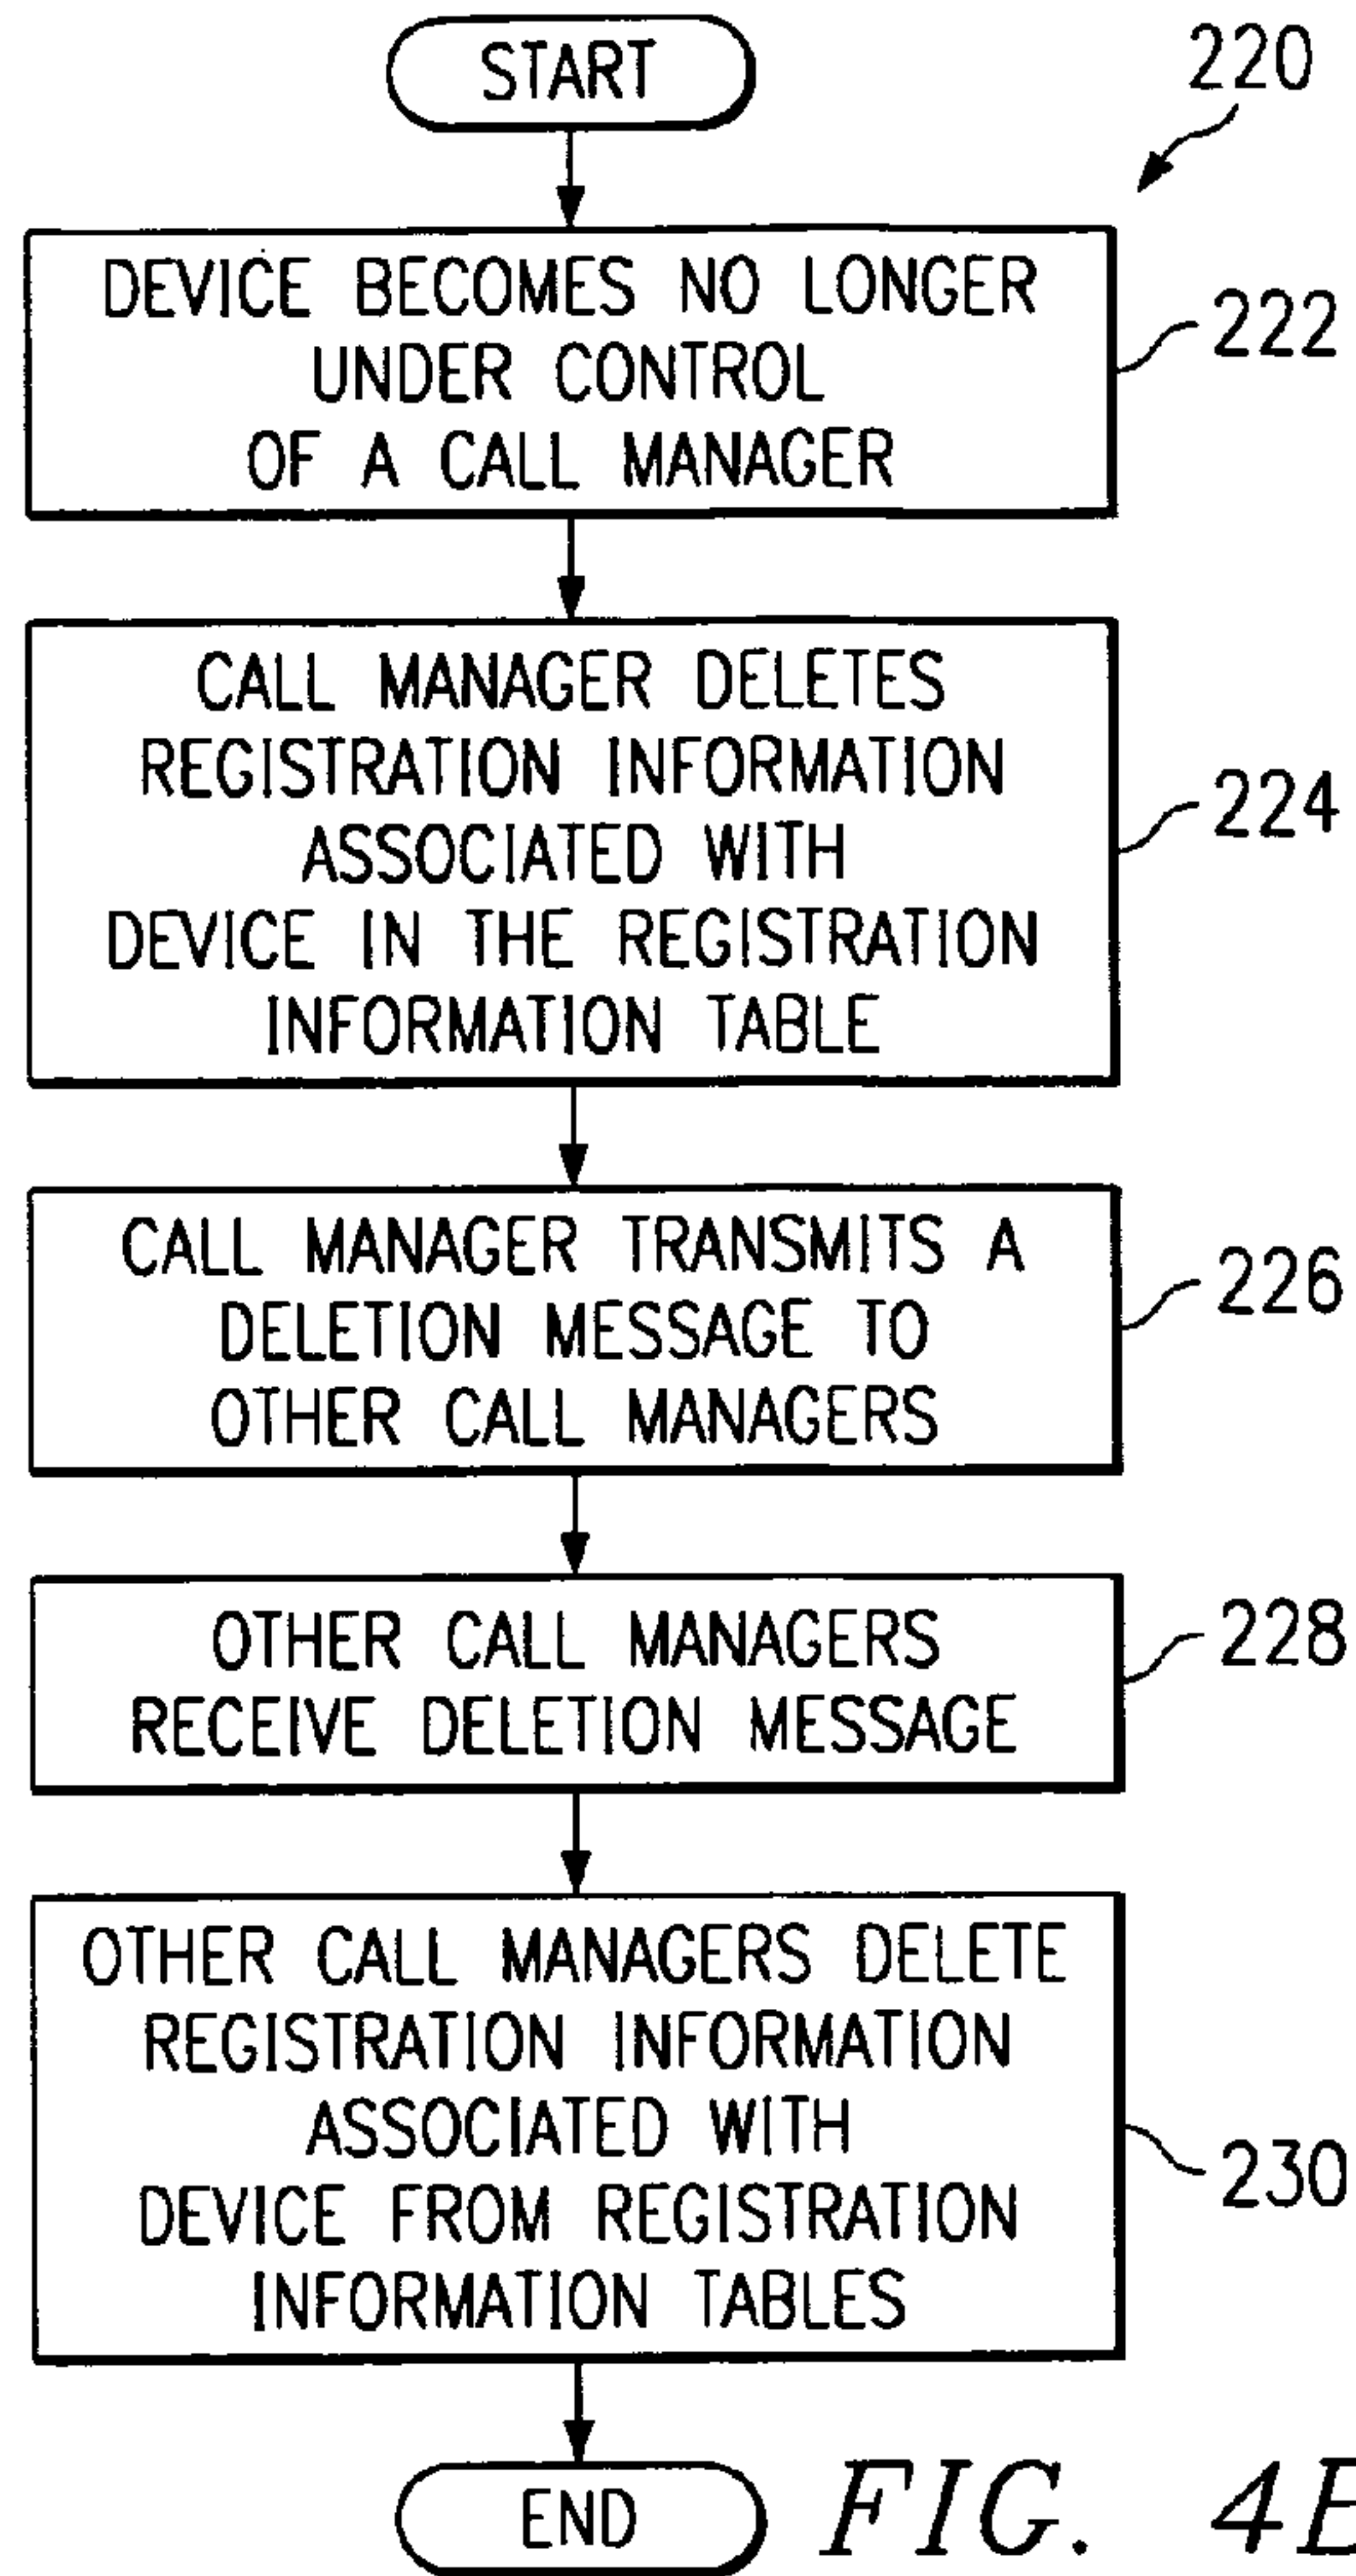 START
220
DEVICE BECOMES NO LONGER
UNDER CONTROL
OF A CALL MANAGER
222
CALL MANAGER DELETES
REGISTRATION INFORMATION
ASSOCIATED WITH
DEVICE IN THE REGISTRATION
INFORMATION TABLE
224
CALL MANAGER TRANSMITS A
DELETION MESSAGE TO
OTHER CALL MANAGERS
226
OTHER CALL MANAGERS
RECEIVE DELETION MESSAGE
228
OTHER CALL MANAGERS DELETE
REGISTRATION INFORMATION
ASSOCIATED WITH
DEVICE FROM REGISTRATION
INFORMATION TABLES
230
END
FIG.